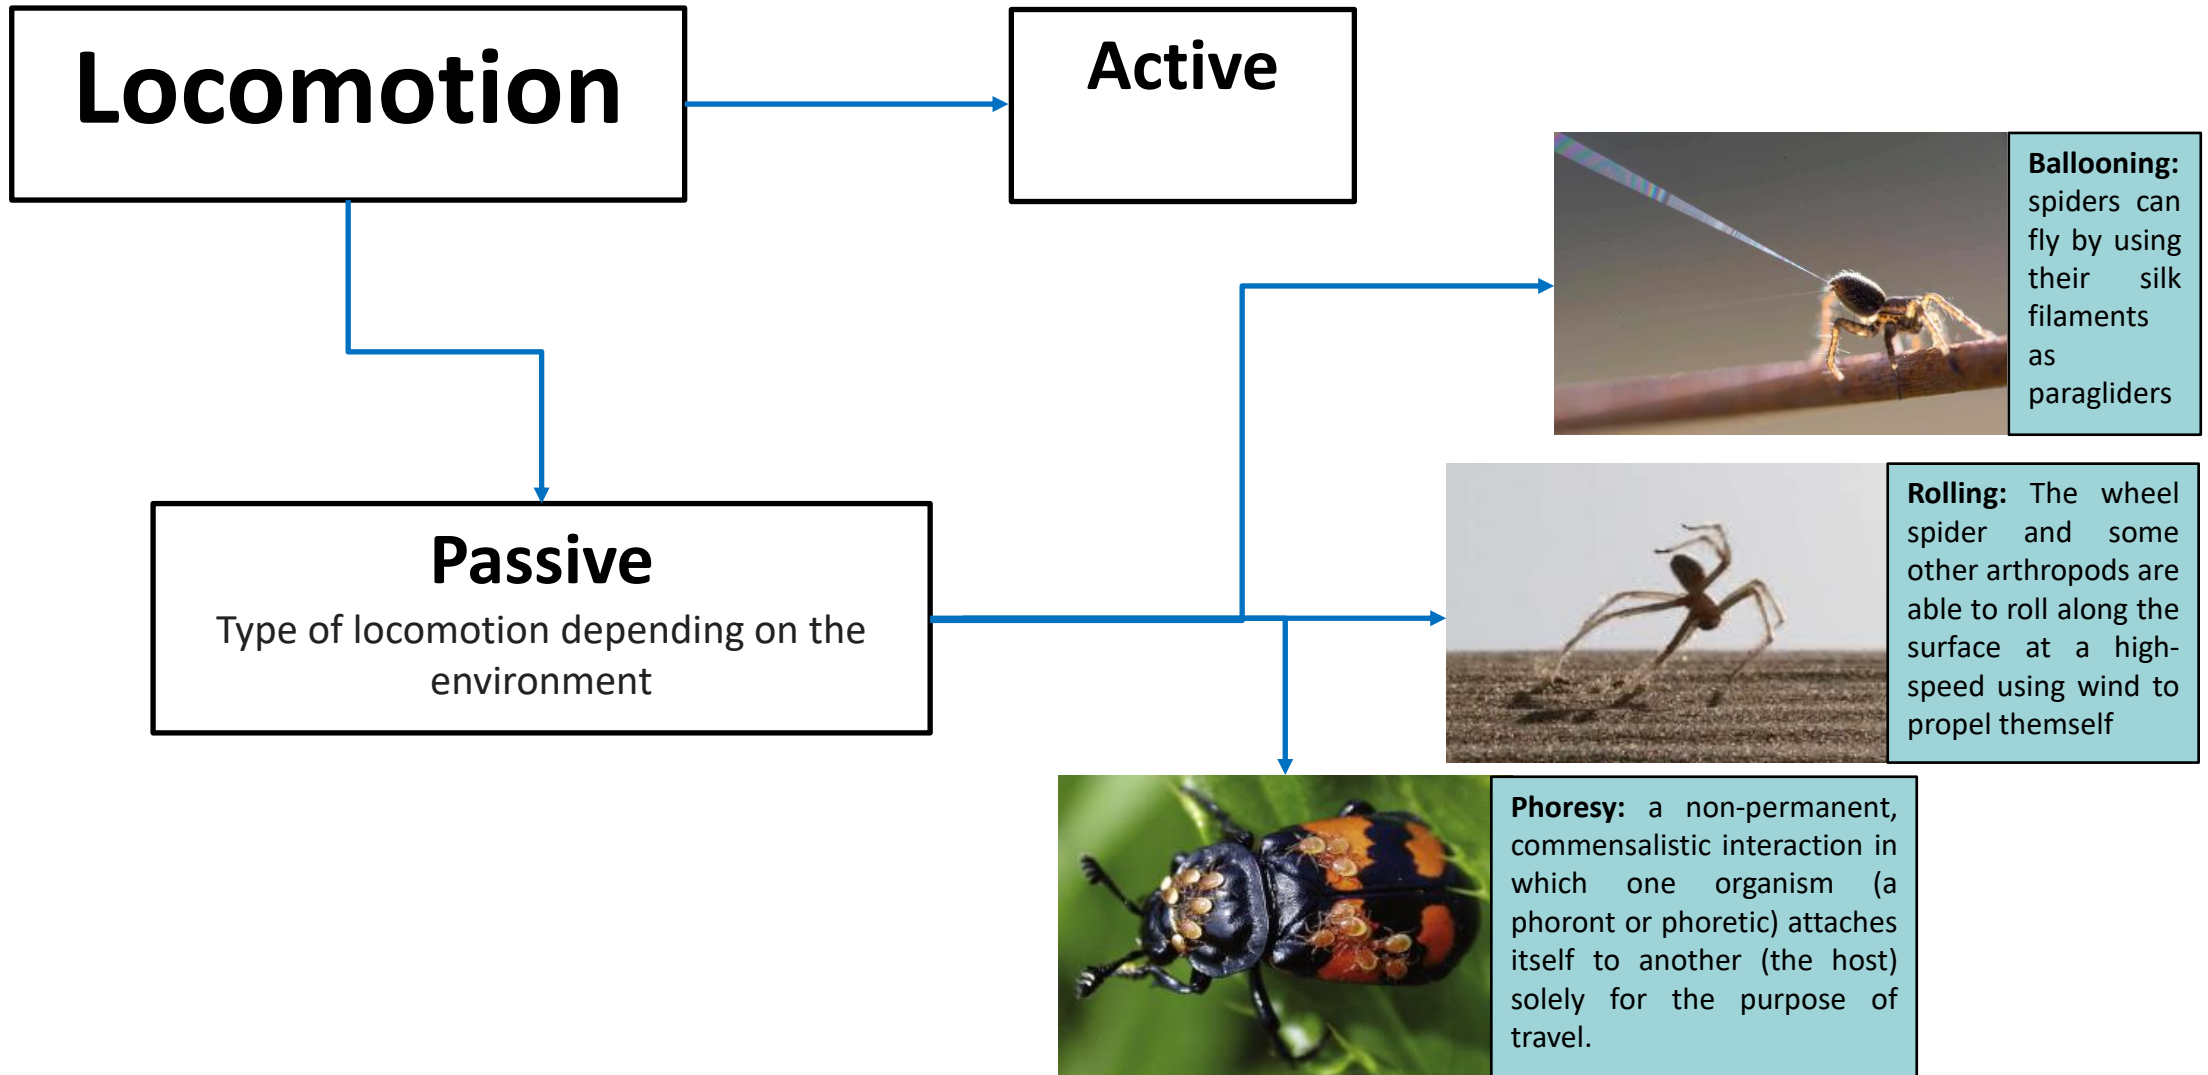 Locomotion
Active
Ballooning:
spiders can
fly by using
their silk
filaments
as
paragliders
Passive
Type of locomotion depending on the
environment
Rolling: The wheel
spider and some
other arthropods are
able to roll along the
surface at a high-
speed using wind to
propel themself
Phoresy: a non-permanent,
commensalistic interaction in
which one organism (a
phoront or phoretic) attaches
itself to another (the host)
solely for the purpose of
travel.